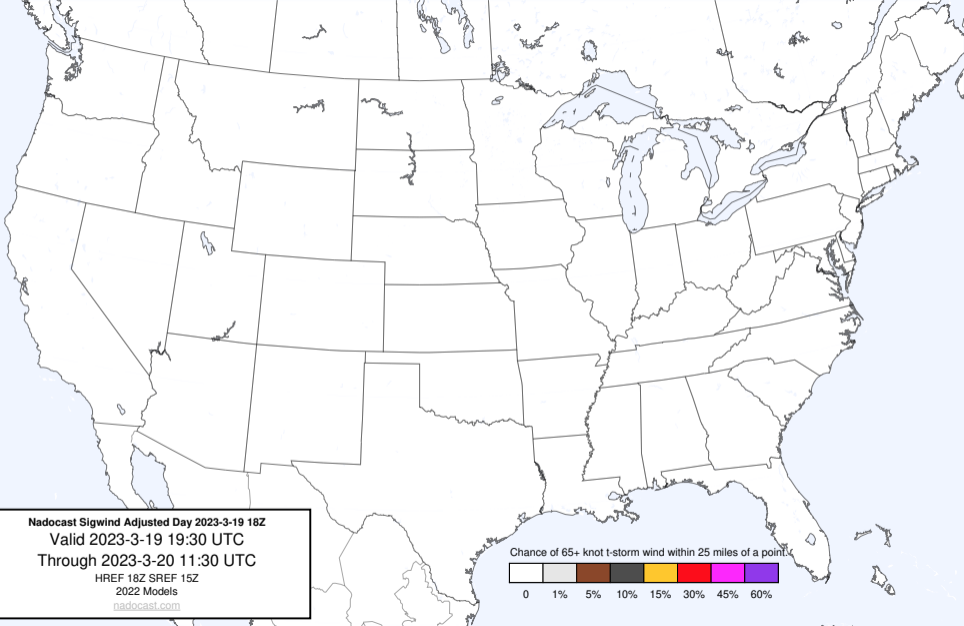 Nadocast Sigwind Adjusted Day 2023-3-19 18Z
Valid 2023-3-19 19:30 UTC
Through 2023-3-20 11:30 UTC
HREF 18Z SREF 15Z
2022 Models
nadocast.com
Chance of 65+ knot t-storm wind within 25 miles of a point.
0 1% 5% 10% 15% 30% 45% 60%